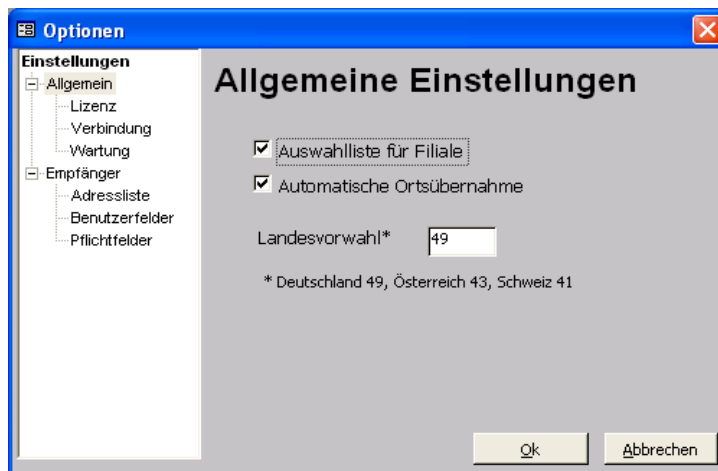 Optionen
Einstellungen
Allgemein
Lizenz
Verbindung
Wartung
Empfänger
Adressliste
Benutzerfelder
Pflichtfelder
Allgemeine Einstellungen
Auswahlliste für Filiale
Automatische Ortsübernahme
Landesvorwahl* 49
* Deutschland 49, Österreich 43, Schweiz 41
Ok Abbrechen